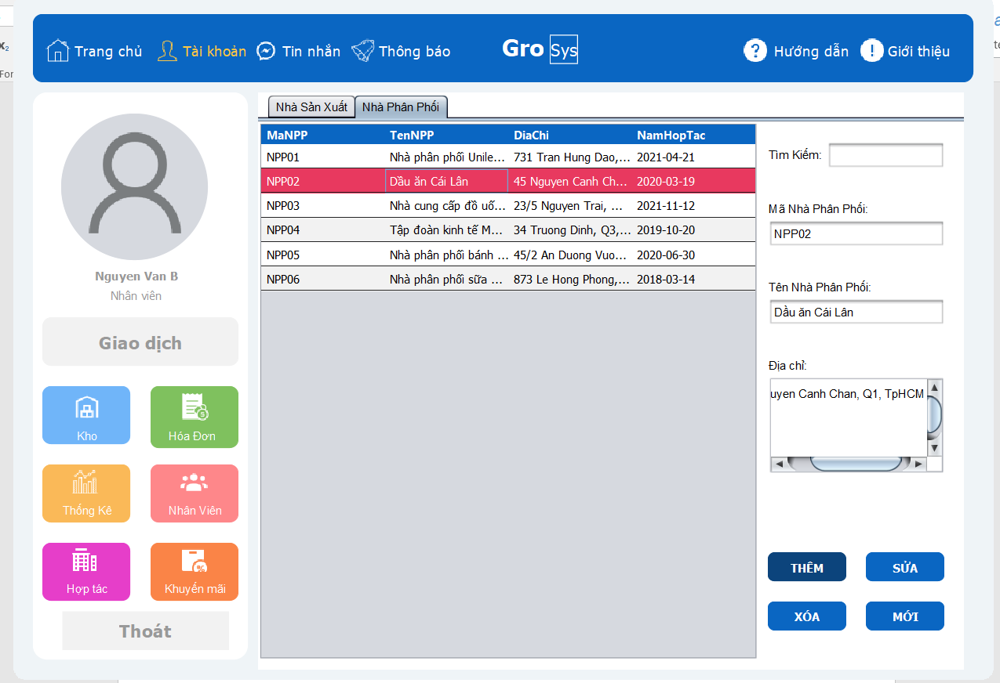 Trang chủ Tài khoản Tin nhắn Thông báo Gro Sys Hướng dẫn Giới thiệu
Nguyen Van B
Nhân viên
Giao dịch
Kho Hóa Đơn
Thống Kê Nhân Viên
Hợp tác Khuyến mãi
Thoát
Nhà Sản Xuất Nhà Phân Phối
MaNPP TenNPP DiaChi NamHopTac
NPP01 Nhà phân phối Unile... 731 Tran Hung Dao,... 2021-04-21
NPP02 Dầu ăn Cái Lân 45 Nguyen Canh Ch... 2020-03-19
NPP03 Nhà cung cấp đồ uố... 23/5 Nguyen Trai, ... 2021-11-12
NPP04 Tập đoàn kinh tế M... 34 Truong Dinh, Q3,... 2019-10-20
NPP05 Nhà phân phối bánh ... 45/2 An Duong Vuo... 2020-06-30
NPP06 Nhà phân phối sữa ... 873 Le Hong Phong,... 2018-03-14
Tìm Kiếm:
Mã Nhà Phân Phối:
NPP02
Tên Nhà Phân Phối:
Dầu ăn Cái Lân
Địa chỉ:
uyen Canh Chan, Q1, TpHCM
THÊM SỬA
XÓA MỚI